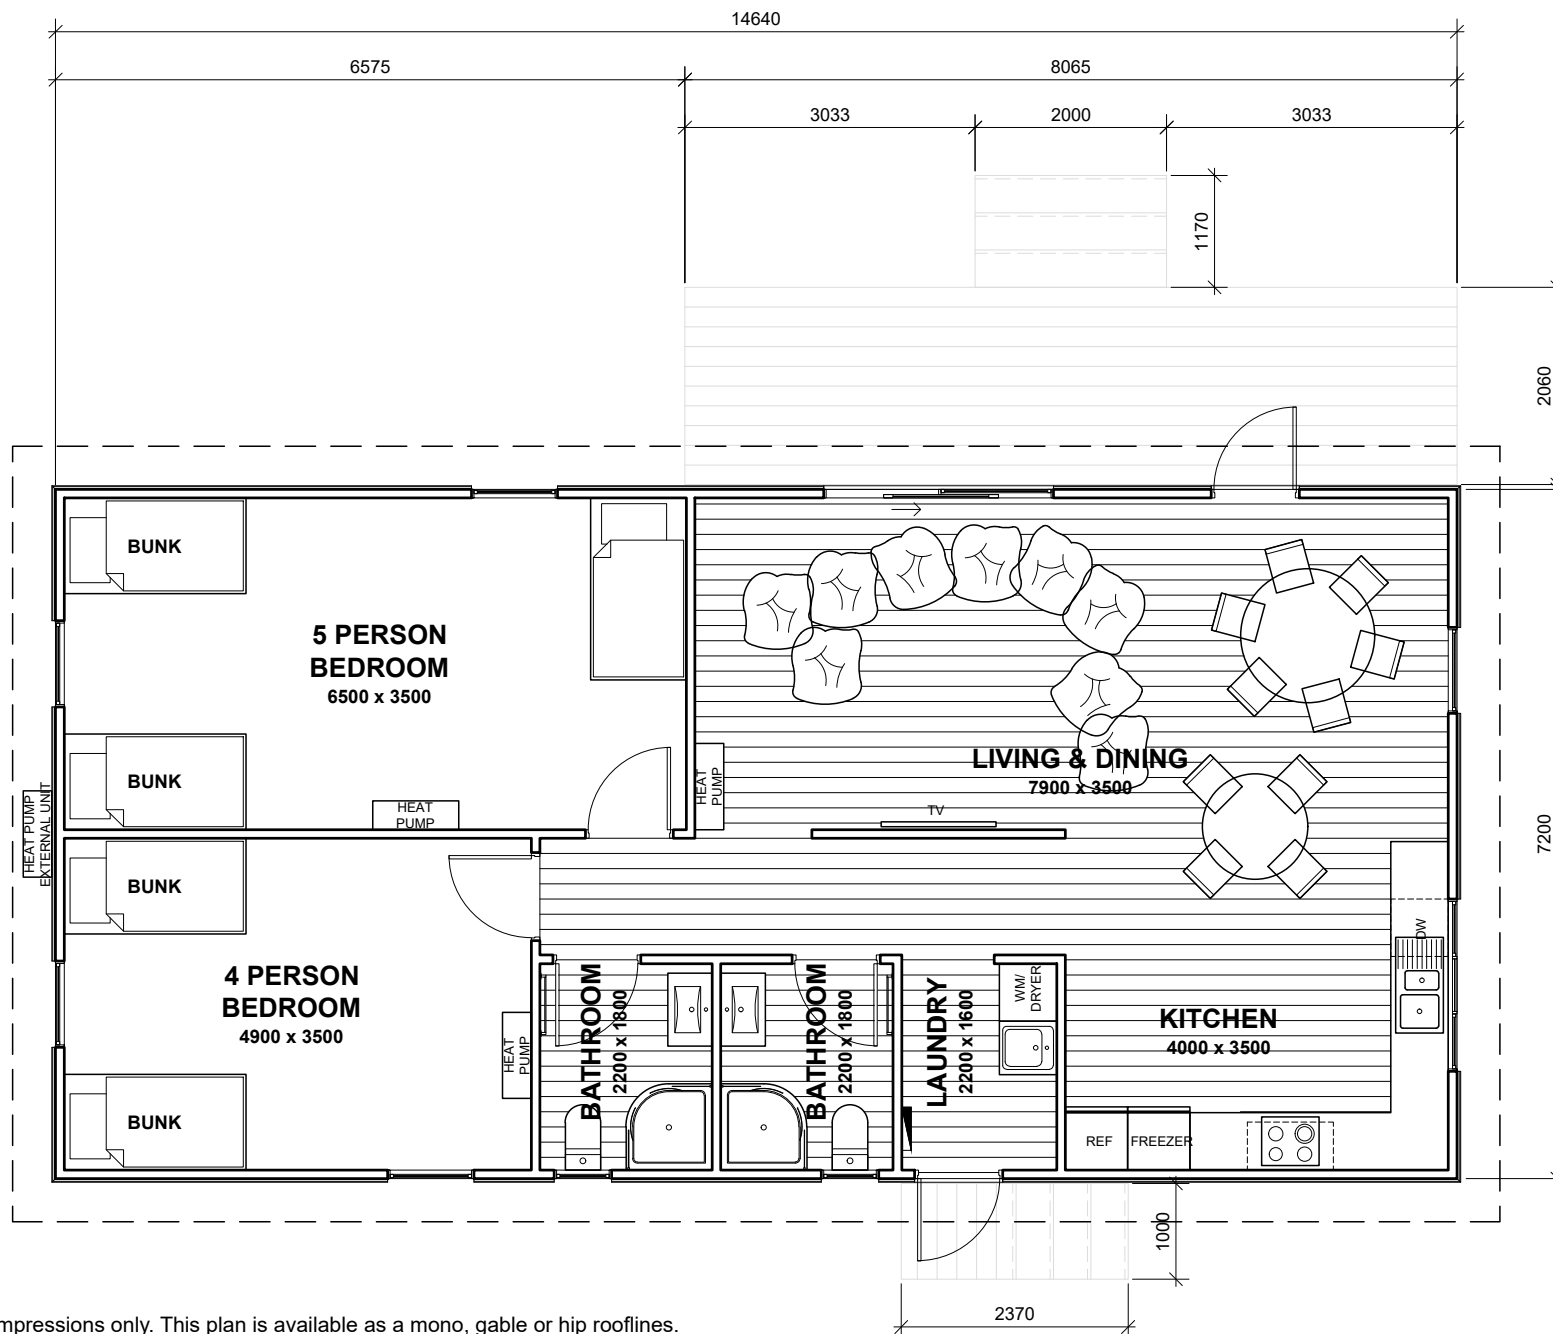 14640
6575
8065
3033
2000
3033
1170
2060
BUNK
5 PERSON
BEDROOM
6500 x 3500
LIVING & DINING
7900 x 3500
BUNK
HEAT
PUMP
HEAT
PUMP
TV
HEAT PUMP
EXTERNAL UNIT
7200
BUNK
DW
4 PERSON
BEDROOM
4900 x 3500
BATHROOM
2200 x 1800
BATHROOM
2200 x 1800
LAUNDRY
2200 x 1600
WM/
DRYER
KITCHEN
4000 x 3500
HEAT
PUMP
BUNK
REF
FREEZER
1000
2370
mpressions only. This plan is available as a mono, gable or hip rooflines.